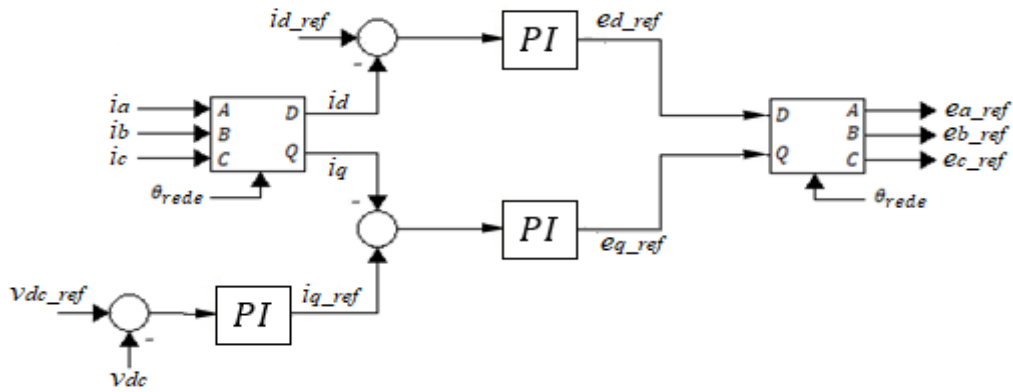 id_ref
PI
ed_ref
-
id
ia
ib
ic
A
B
C
D
Q
iq
θrede
-
D
Q
A
B
C
ea_ref
eb_ref
ec_ref
θrede
PI
eq_ref
vdc_ref
PI
iq_ref
-
vdc